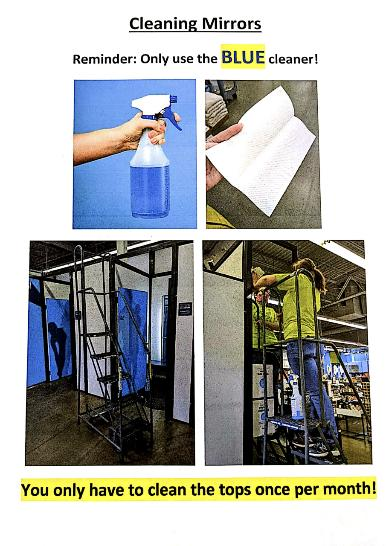 Cleaning Mirrors
Reminder: Only use the BLUE cleaner!
You only have to clean the tops once per month!